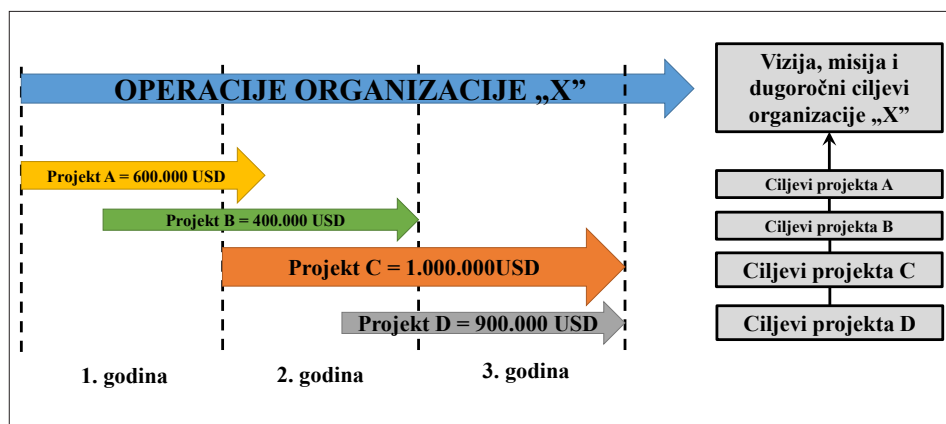 OPERACIJE ORGANIZACIJE „X”
Vizija, misija i
dugoročni ciljevi
organizacije „X”
Projekt A = 600.000 USD
Ciljevi projekta A
Projekt B = 400.000 USD
Ciljevi projekta B
Projekt C = 1.000.000USD
Ciljevi projekta C
Projekt D = 900.000 USD
Ciljevi projekta D
1. godina
2. godina
3. godina